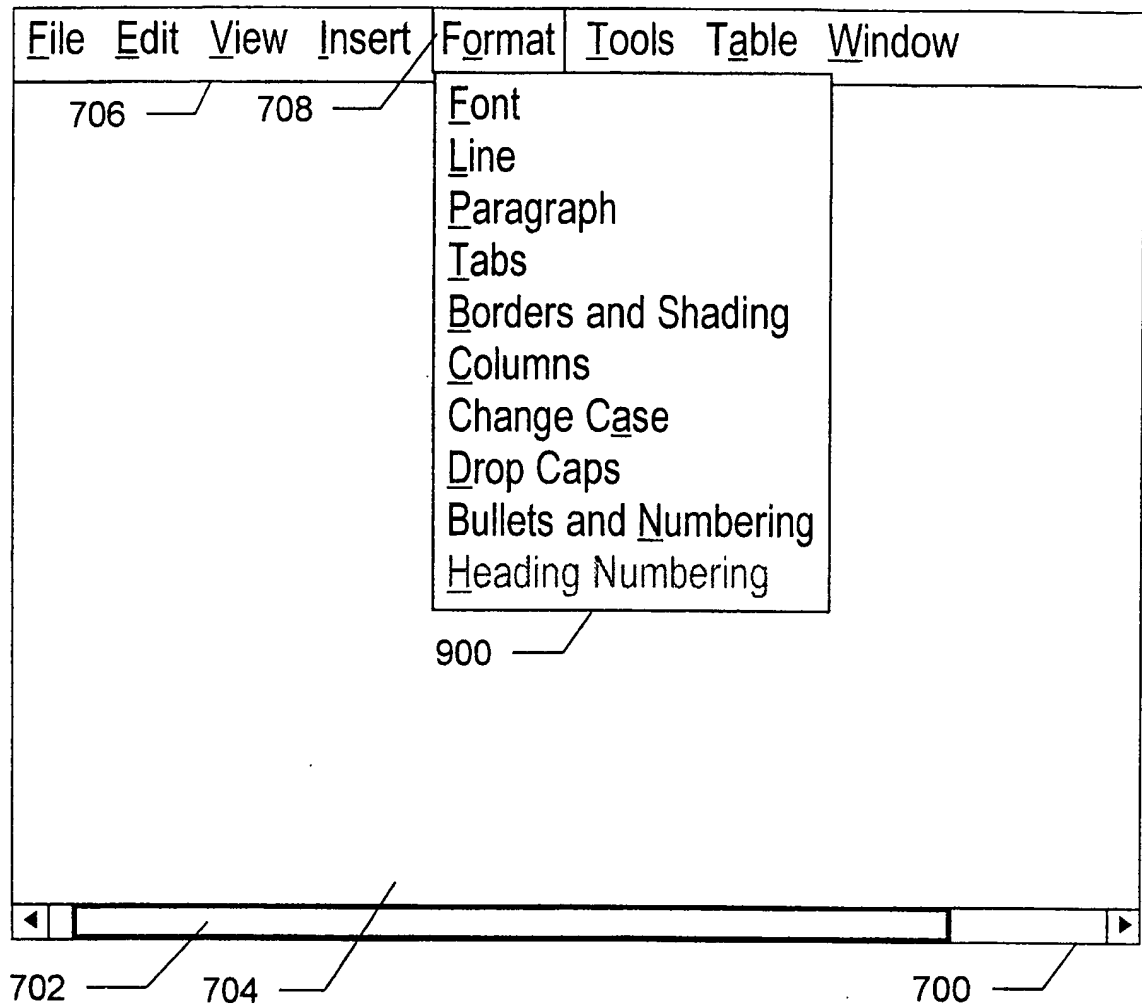 File Edit View Insert Format Tools Table Window
706 708
Font
Line
Paragraph
Tabs
Borders and Shading
Columns
Change Case
Drop Caps
Bullets and Numbering
Heading Numbering
900
702 704 700